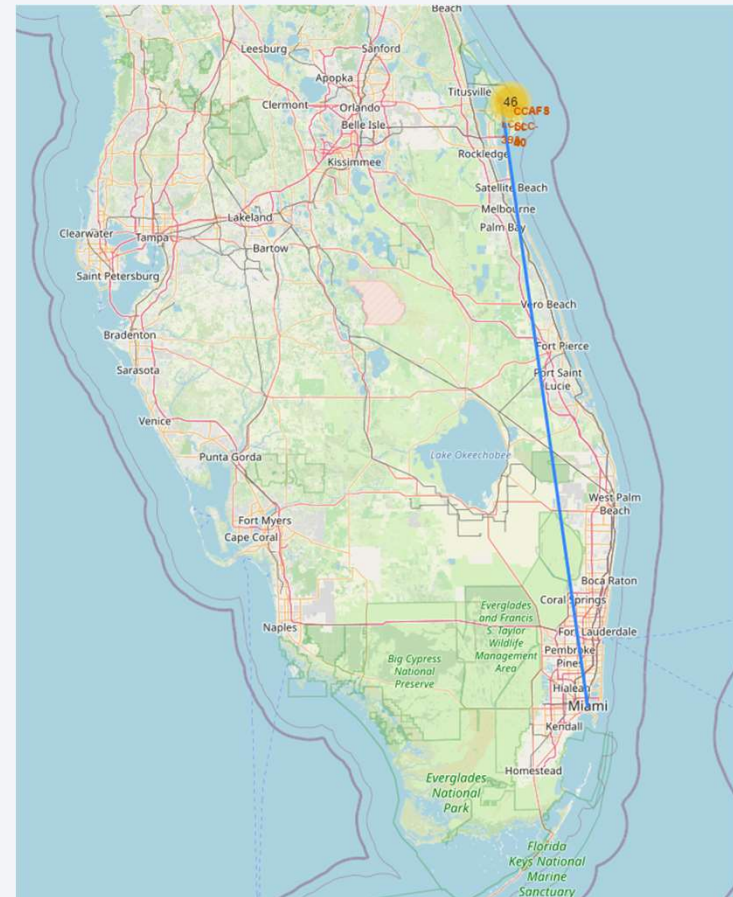 Beach
Leesburg
Sanford
Apopka
Titusville
46
CCAFS
Clermont
Orlando
Belle Isle
Rockledge
Kissimmee
Satellite Beach
Melbourne
Lakeland
Palm Bay
Clearwater
Tampa
Bartow
Saint Petersburg
Vero Beach
Bradenton
Fort Pierce
Sarasota
Port Saint
Lucie
Venice
Punta Gorda
Lake Okeechobee
West Palm
Beach
Fort Myers
Cape Coral
Boca Raton
Coral Springs
Everglades
and Francis
S. Taylor
Wildlife
Management
Area
Naples
Fort Lauderdale
Pembroke
Pines
Big Cypress
National
Preserve
Hialeah
Miami
Kendall
Homestead
Everglades
National
Park
Florida
Keys National
Marine
Sanctuary